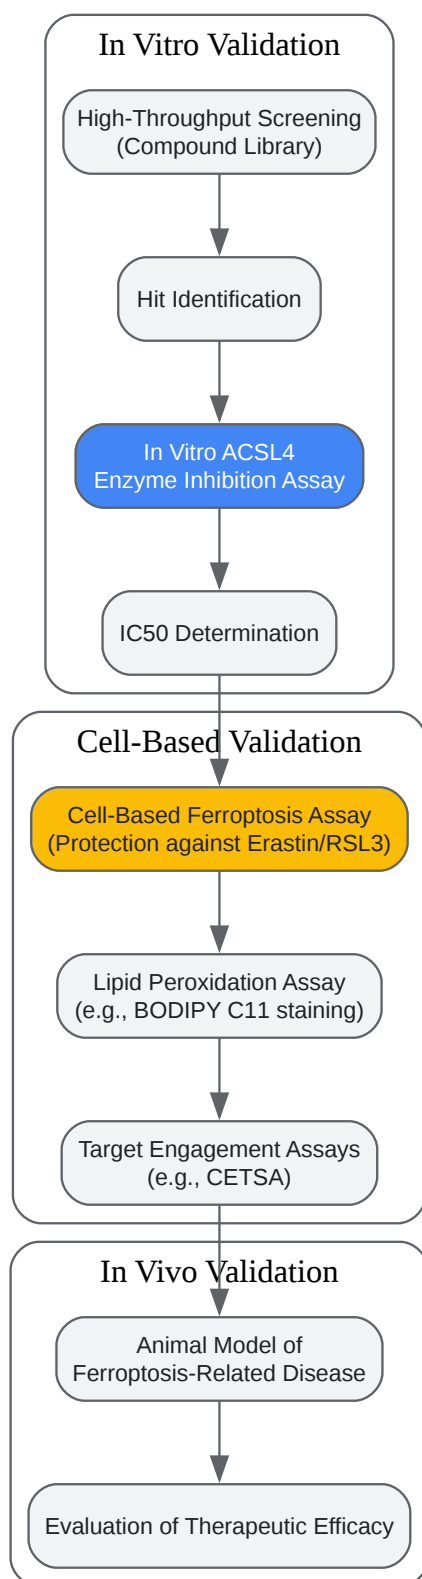 In Vitro Validation
High-Throughput Screening
(Compound Library)
Hit Identification
In Vitro ACSL4
Enzyme Inhibition Assay
IC50 Determination
Cell-Based Validation
Cell-Based Ferroptosis Assay
(Protection against Erastin/RSL3)
Lipid Peroxidation Assay
(e.g., BODIPY C11 staining)
Target Engagement Assays
(e.g., CETSA)
In Vivo Validation
Animal Model of
Ferroptosis-Related Disease
Evaluation of Therapeutic Efficacy